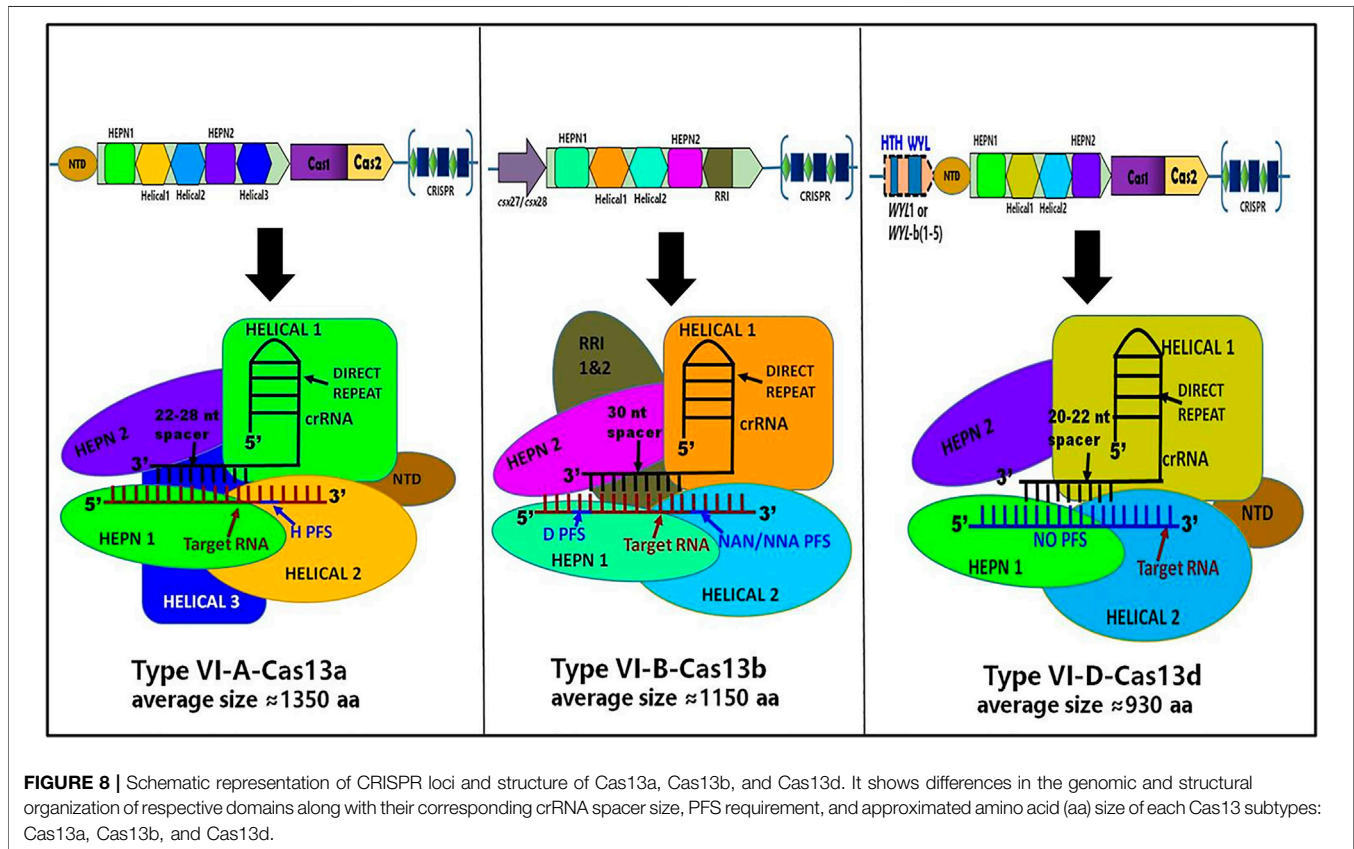 HEPN1
HEPN2
NTD
Cas1
Cas2
CRISPR
Helical1
Helical2
Helical3
HELICAL 1
DIRECT
REPEAT
22-28 nt
spacer
crRNA
5’
HEPN 2
3’
NTD
5’
3’
H PFS
HEPN 1
Target RNA
HELICAL 2
HELICAL 3
Type VI-A-Cas13a
average size ≈1350 aa
HEPN1
HEPN2
csx27/csx28
Helical1
Helical2
RRI
CRISPR
RRI
1&2
HELICAL 1
DIRECT
REPEAT
30 nt
spacer
crRNA
5’
HEPN 2
3’
5’
3’
D PFS
Target RNA
NAN/NNA PFS
HEPN 1
HELICAL 2
Type VI-B-Cas13b
average size ≈1150 aa
HTH WYL
HEPN1
HEPN2
NTD
Cas1
Cas2
CRISPR
Helical1
Helical2
WYL1 or
WYL-b(1-5)
HELICAL 1
DIRECT
REPEAT
20-22 nt
spacer
5’
crRNA
HEPN 2
3’
NTD
5’
3’
NO PFS
HEPN 1
Target RNA
HELICAL 2
Type VI-D-Cas13d
average size ≈930 aa
FIGURE 8 | Schematic representation of CRISPR loci and structure of Cas13a, Cas13b, and Cas13d. It shows differences in the genomic and structural
organization of respective domains along with their corresponding crRNA spacer size, PFS requirement, and approximated amino acid (aa) size of each Cas13 subtypes:
Cas13a, Cas13b, and Cas13d.